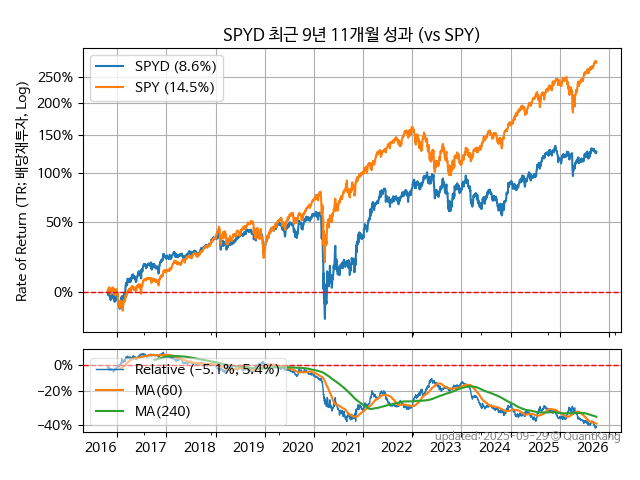 SPYD 최근 9년 11개월 성과 (vs SPY)
SPYD (8.6%)
SPY (14.5%)
Rate of Return (TR: 배당재투자, Log)
250%
200%
150%
100%
50%
0%
0%
−20%
−40%
Relative (−5.1%, 5.4%)
MA(60)
MA(240)
updated: 2025-09-29 © QuantKang
2016 2017 2018 2019 2020 2021 2022 2023 2024 2025 2026